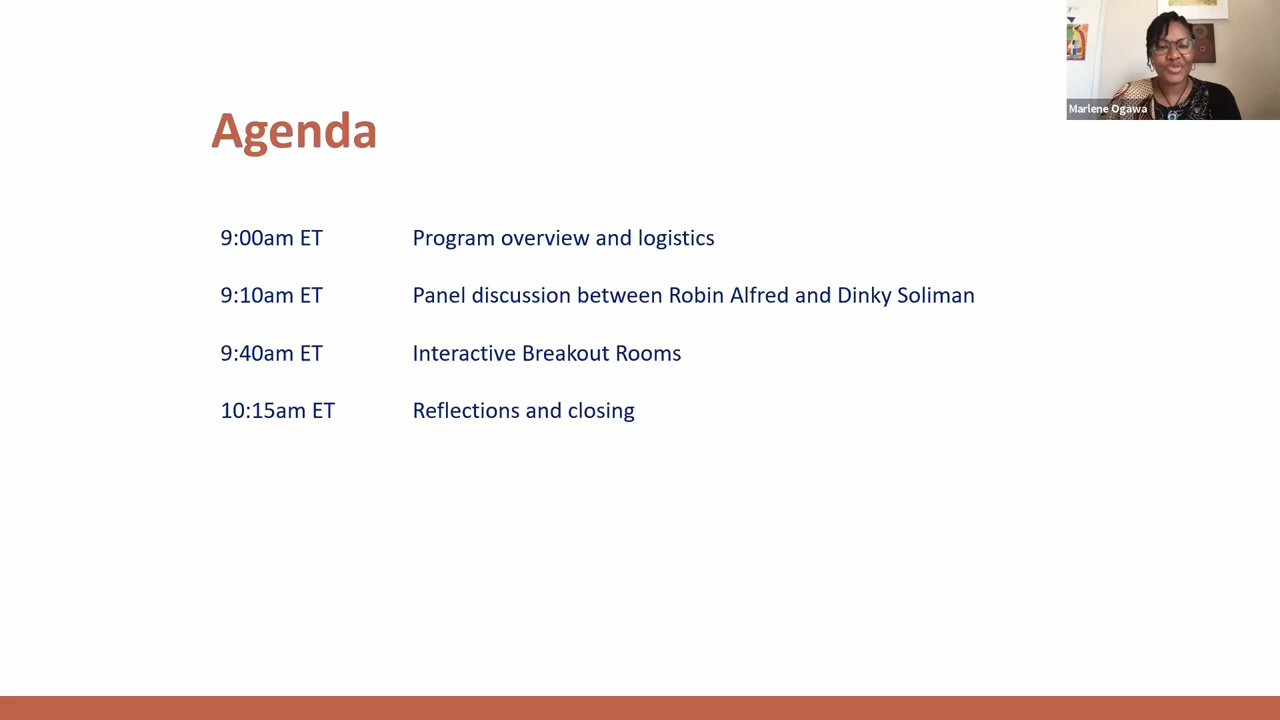 Agenda
9:00am ET Program overview and logistics
9:10am ET Panel discussion between Robin Alfred and Dinky Soliman
9:40am ET Interactive Breakout Rooms
10:15am ET Reflections and closing
Marlene Ogawa